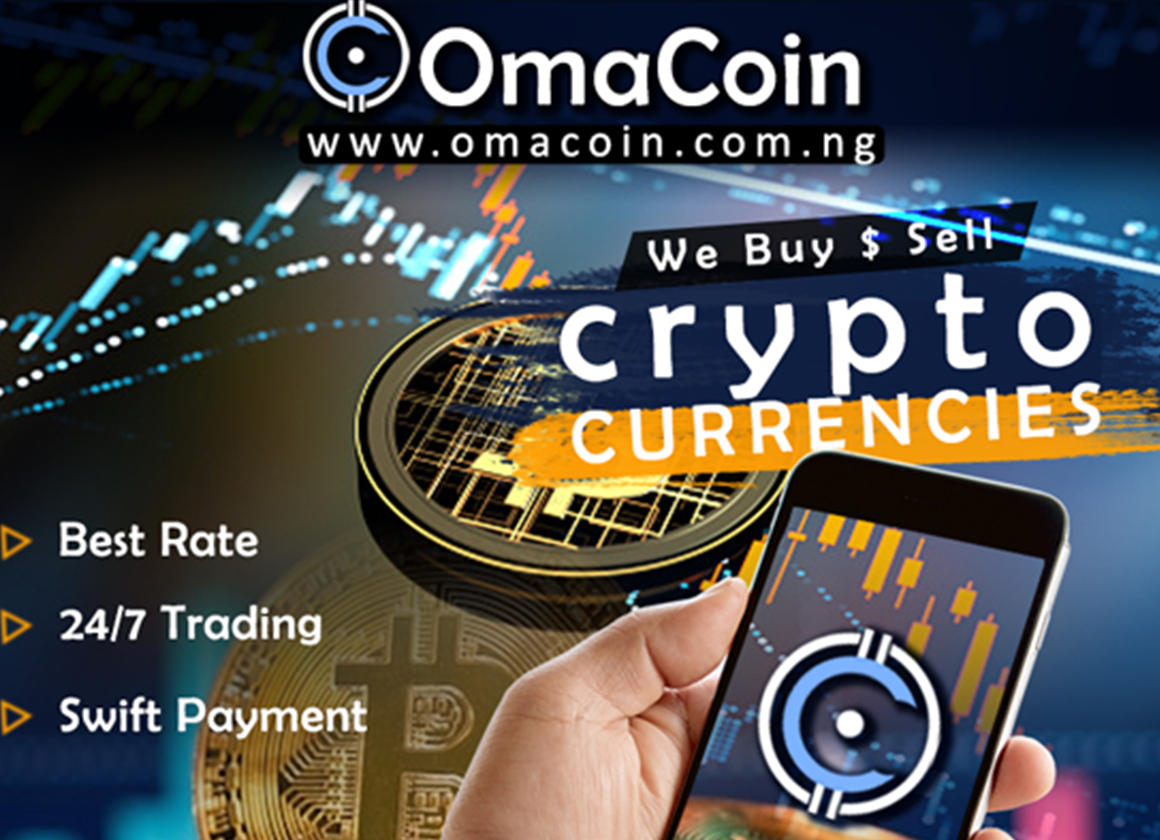 OmaCoin
www.omacoin.com.ng
We Buy $ Sell
crypto
CURRENCIES
Best Rate
24/7 Trading
Swift Payment